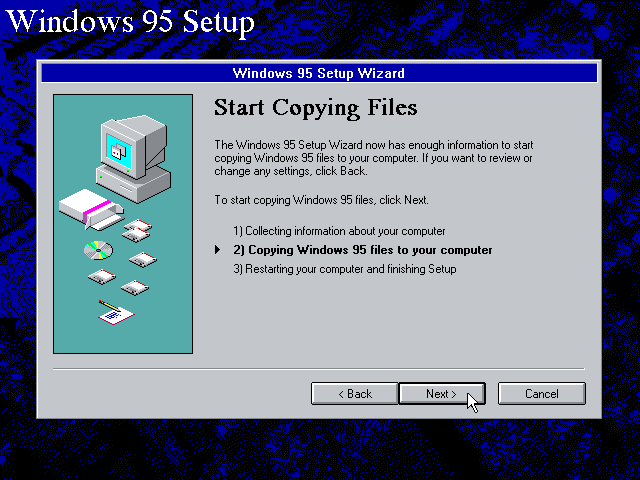 Windows 95 Setup
Windows 95 Setup Wizard
Start Copying Files
The Windows 95 Setup Wizard now has enough information to start
copying Windows 95 files to your computer. If you want to review or
change any settings, click Back.
To start copying Windows 95 files, click Next.
1) Collecting information about your computer
2) Copying Windows 95 files to your computer
3) Restarting your computer and finishing Setup
< Back
Next >
Cancel